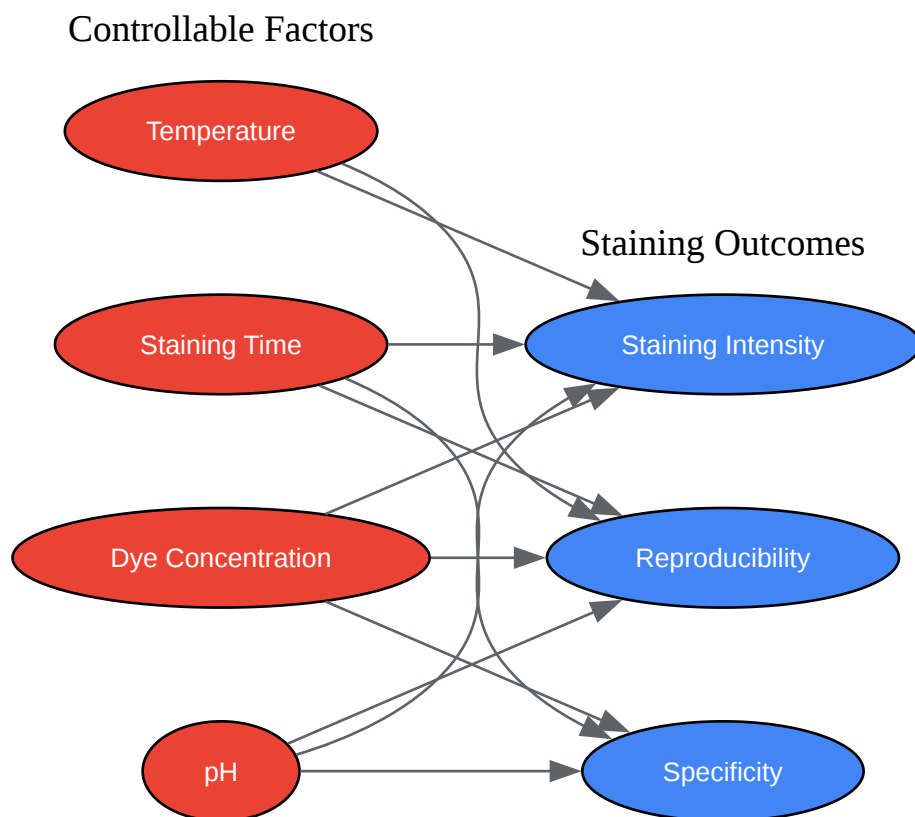 Controllable Factors
Temperature
Staining Outcomes
Staining Time
Staining Intensity
Dye Concentration
Reproducibility
pH
Specificity